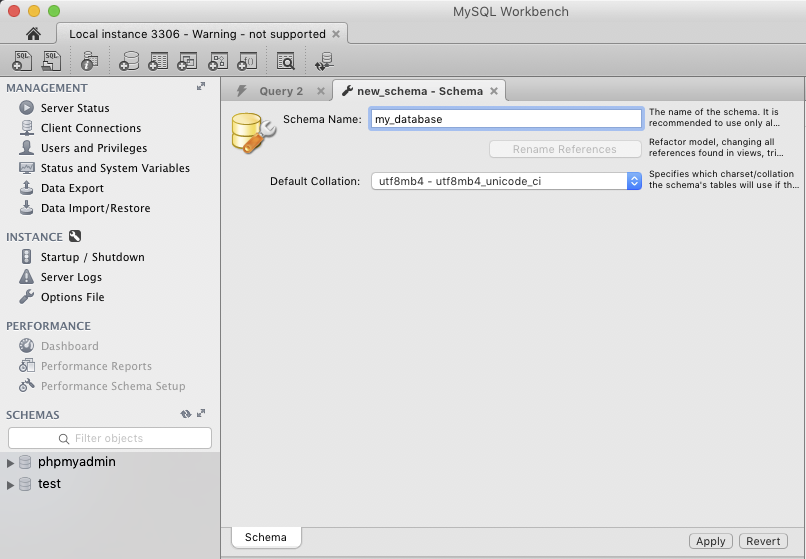 MySQL Workbench
Local instance 3306 - Warning - not supported
SQL
SQL
MANAGEMENT
Server Status
Client Connections
Users and Privileges
Status and System Variables
Data Export
Data Import/Restore
INSTANCE
Startup / Shutdown
Server Logs
Options File
PERFORMANCE
Dashboard
Performance Reports
Performance Schema Setup
SCHEMAS
Filter objects
phpmyadmin
test
Query 2
new_schema - Schema
Schema Name: my_database
The name of the schema. It is
recommended to use only al...
Rename References
Refactor model, changing all
references found in views, tri...
Default Collation: utf8mb4 - utf8mb4_unicode_ci
Specifies which charset/collation
the schema's tables will use if th...
Schema
Apply Revert